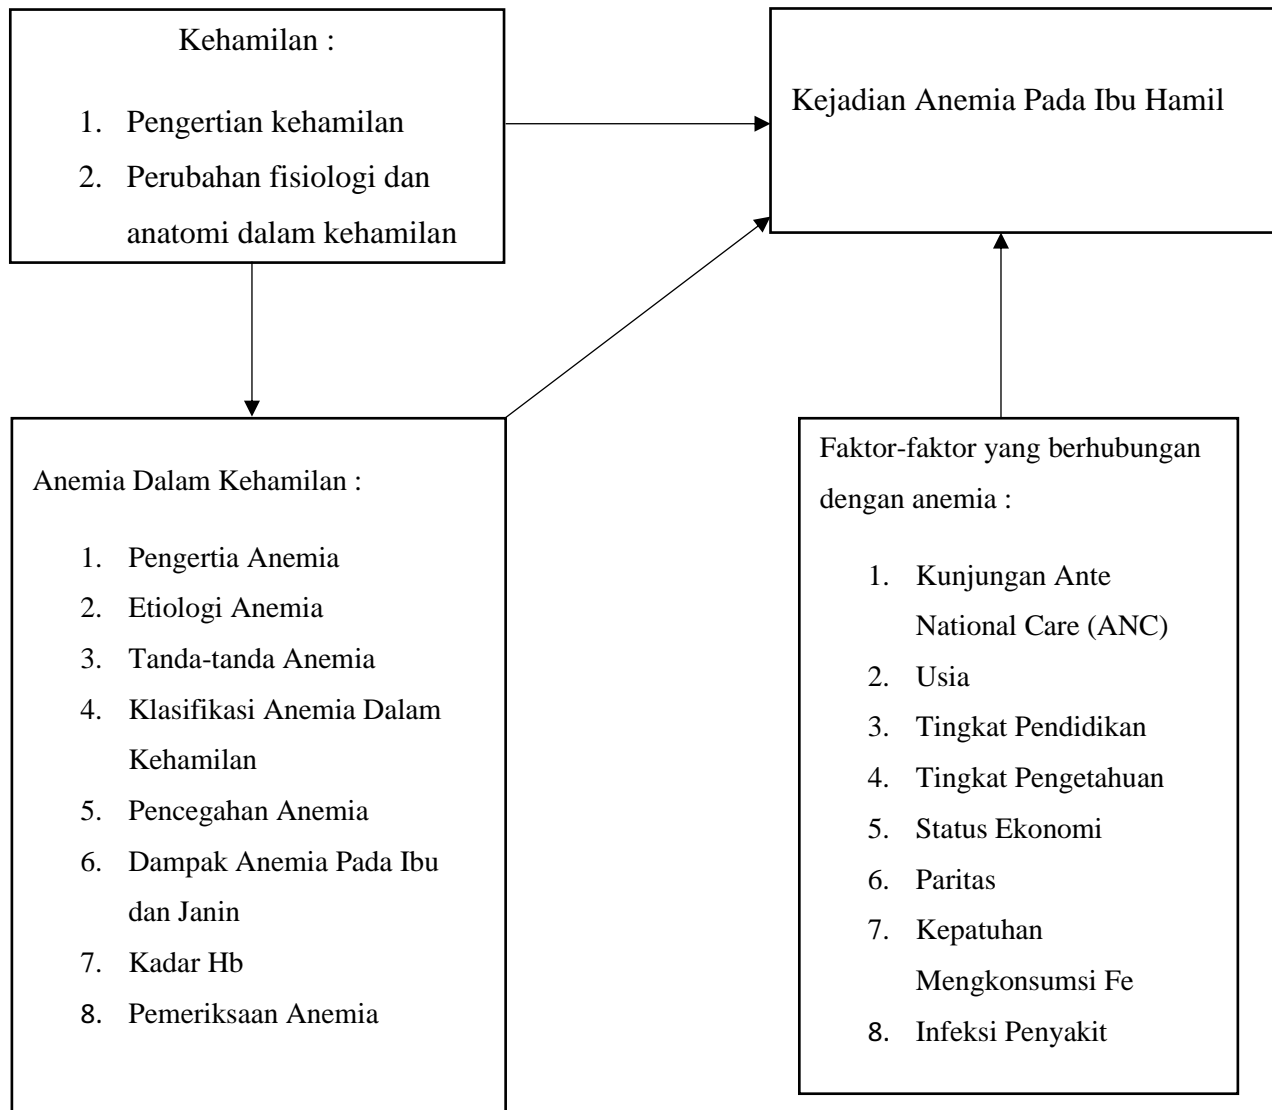 Kehamilan :
1. Pengertian kehamilan
2. Perubahan fisiologi dan
anatomi dalam kehamilan
Kejadian Anemia Pada Ibu Hamil
Anemia Dalam Kehamilan :
1. Pengertia Anemia
2. Etiologi Anemia
3. Tanda-tanda Anemia
4. Klasifikasi Anemia Dalam
Kehamilan
5. Pencegahan Anemia
6. Dampak Anemia Pada Ibu
dan Janin
7. Kadar Hb
8. Pemeriksaan Anemia
Faktor-faktor yang berhubungan
dengan anemia :
1. Kunjungan Ante
National Care (ANC)
2. Usia
3. Tingkat Pendidikan
4. Tingkat Pengetahuan
5. Status Ekonomi
6. Paritas
7. Kepatuhan
Mengkonsumsi Fe
8. Infeksi Penyakit